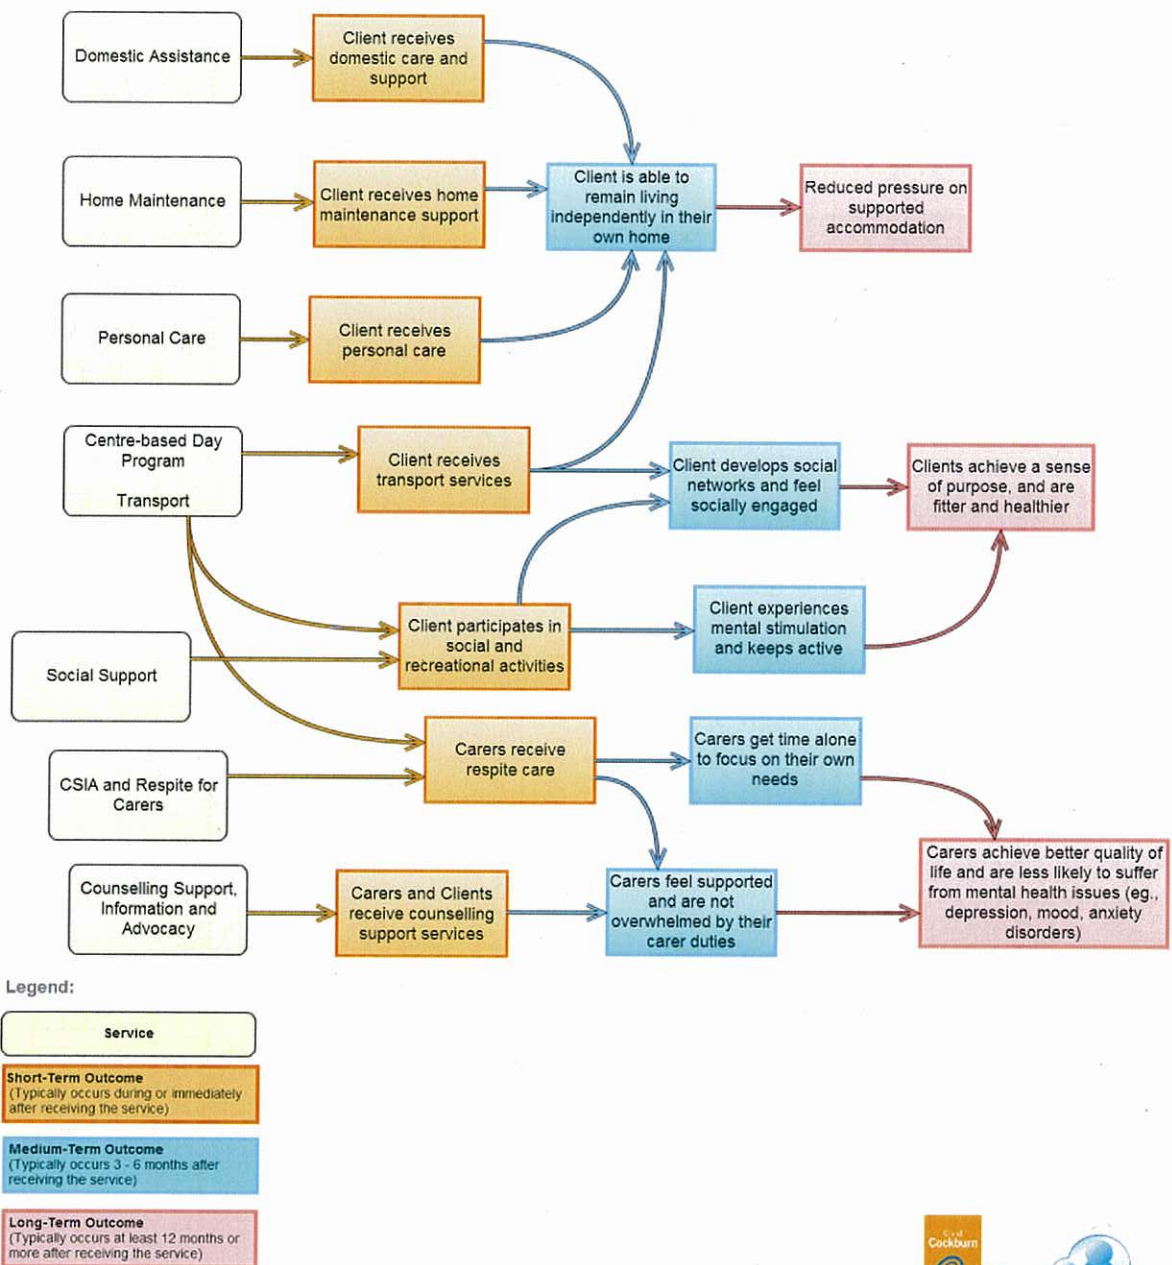 Domestic Assistance
Client receives
domestic care and
support
Home Maintenance
Client receives home
maintenance support
Client is able to
remain living
independently in their
own home
Reduced pressure on
supported
accommodation
Personal Care
Client receives
personal care
Centre-based Day
Program
Transport
Client receives
transport services
Client develops social
networks and feel
socially engaged
Clients achieve a sense
of purpose, and are
fitter and healthier
Social Support
Client participates in
social and
recreational activities
Client experiences
mental stimulation
and keeps active
CSIA and Respite for
Carers
Carers receive
respite care
Carers get time alone
to focus on their own
needs
Counselling Support,
Information and
Advocacy
Carers and Clients
receive counselling
support services
Carers feel supported
and are not
overwhelmed by their
carer duties
Carers achieve better quality of
life and are less likely to suffer
from mental health issues (eg.,
depression, mood, anxiety
disorders)
Legend:
Service
Short-Term Outcome
(Typically occurs during or immediately
after receiving the service)
Medium-Term Outcome
(Typically occurs 3 - 6 months after
receiving the service)
Long-Term Outcome
(Typically occurs at least 12 months or
more after receiving the service)
City of
Cockburn